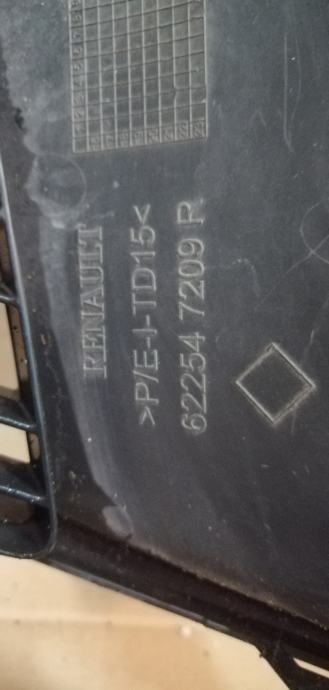 RENAULT
>P/E-I-TD15<
62254 7209 R